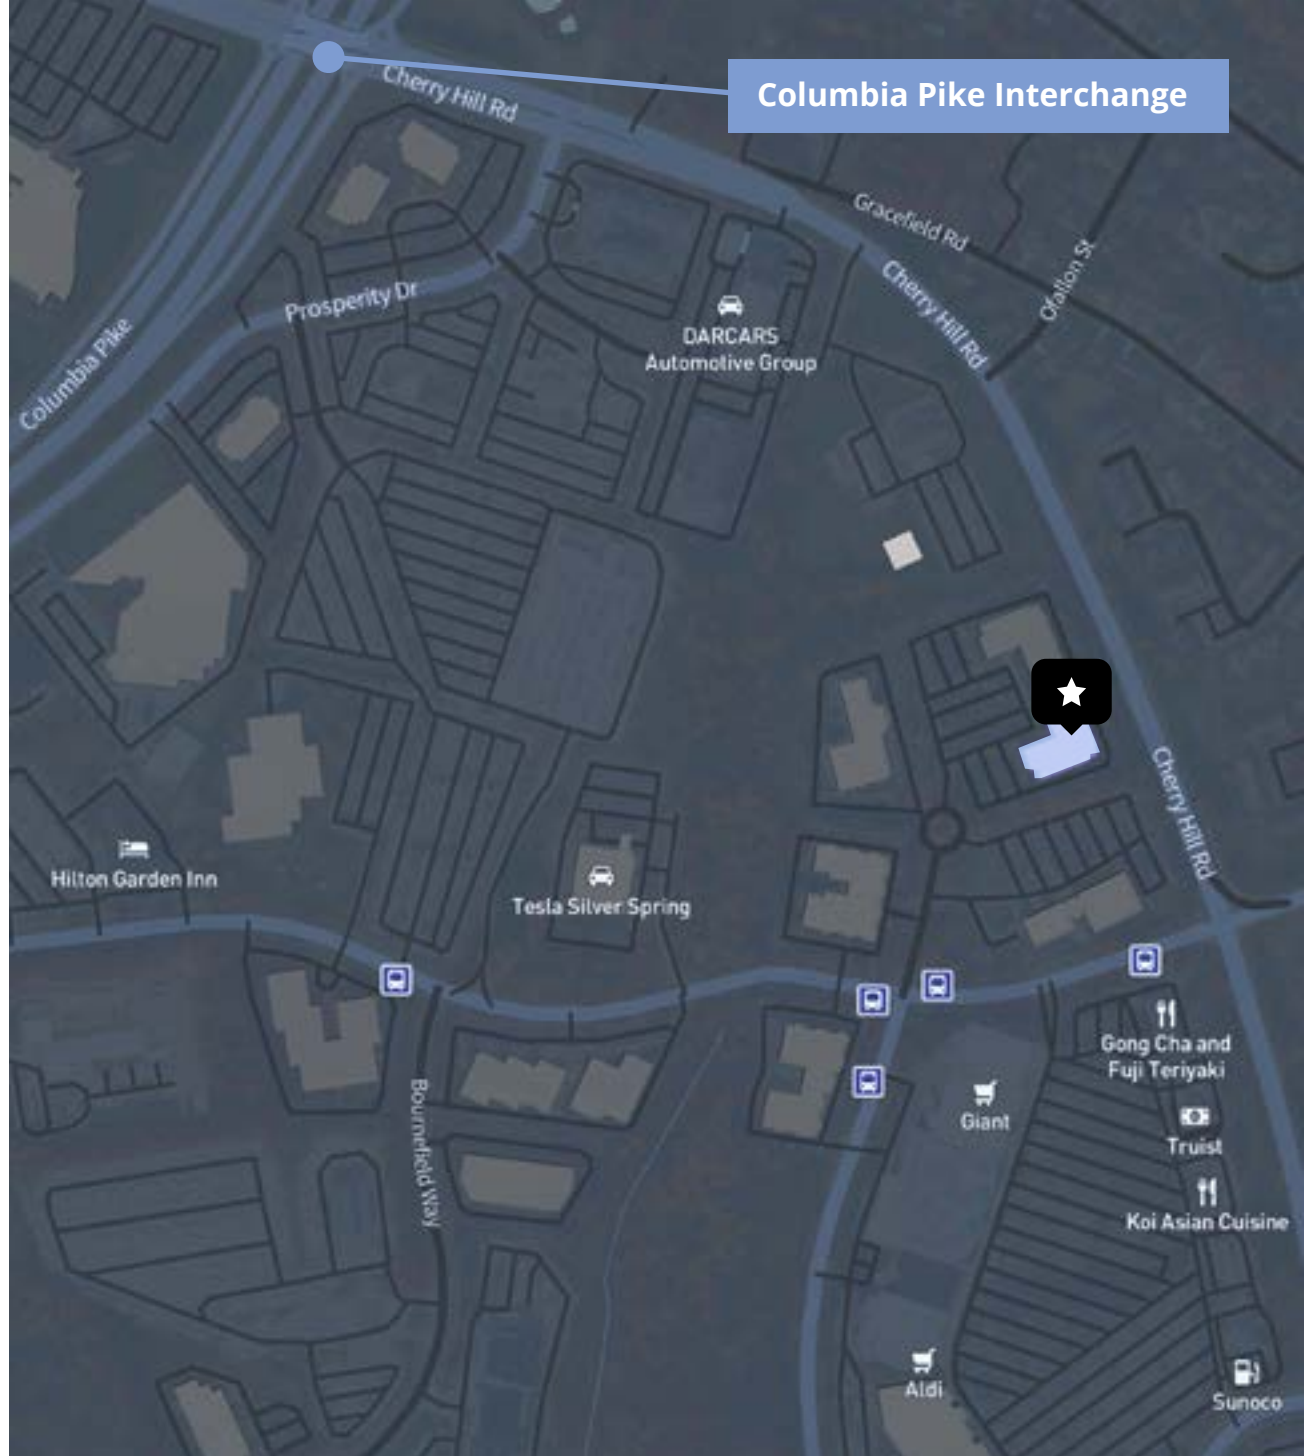 Columbia Pike Interchange
Cherry Hill Rd
Gracefield Rd
Ofallon St
Cherry Hill Rd
Prosperity Dr
Columbia Pike
DARCARS
Automotive Group
Cherry Hill Rd
Hilton Garden Inn
Tesla Silver Spring
Gong Cha and
Fuji Teriyaki
Giant
Truist
Bournefield Way
Koi Asian Cuisine
Aldi
Sunoco